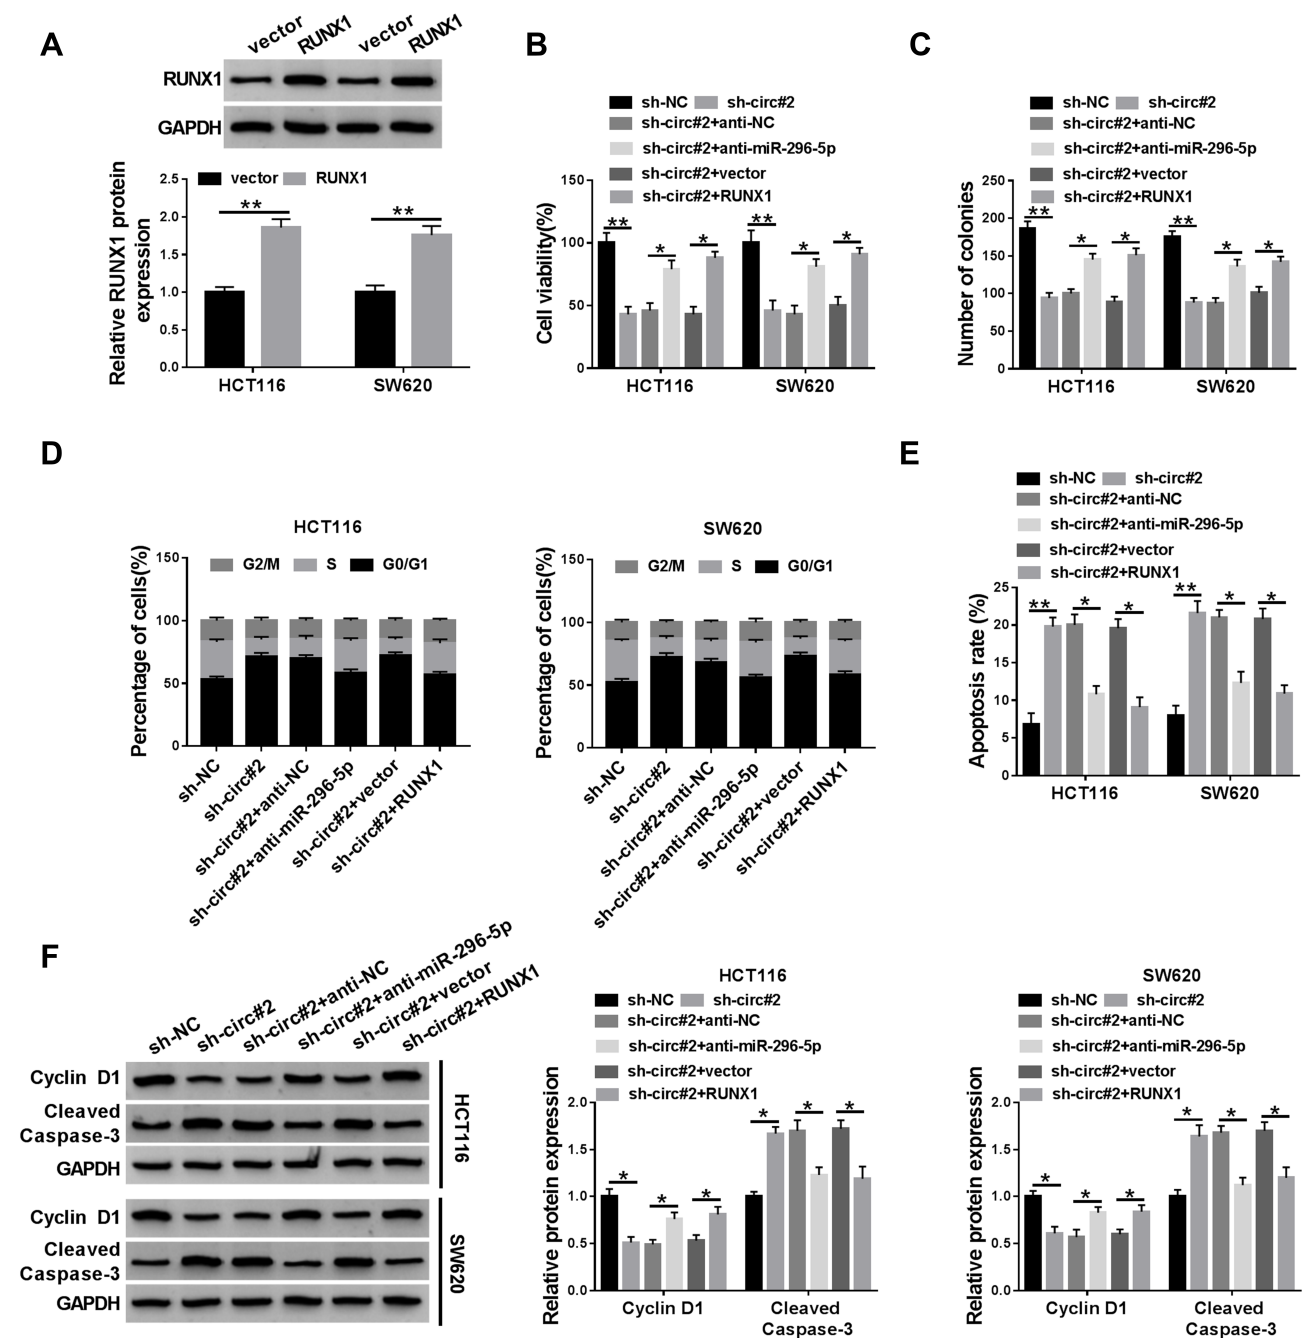 A
vector RUNX1 vector RUNX1
RUNX1
GAPDH
vector RUNX1
Relative RUNX1 protein
expression
2.5
2.0
1.5
1.0
0.5
0.0
** **
HCT116 SW620
B
sh-NC sh-circ#2
sh-circ#2+anti-NC
sh-circ#2+anti-miR-296-5p
sh-circ#2+vector
sh-circ#2+RUNX1
Cell viability(%)
150
100
50
0
** * * ** * *
HCT116 SW620
C
sh-NC sh-circ#2
sh-circ#2+anti-NC
sh-circ#2+anti-miR-296-5p
sh-circ#2+vector
sh-circ#2+RUNX1
Number of colonies
250
200
150
100
50
0
** * * ** * *
HCT116 SW620
D
HCT116
G2/M S G0/G1
Percentage of cells(%)
150
100
50
0
sh-NC
sh-circ#2
sh-circ#2+anti-NC
sh-circ#2+anti-miR-296-5p
sh-circ#2+vector
sh-circ#2+RUNX1
SW620
G2/M S G0/G1
Percentage of cells(%)
150
100
50
0
sh-NC
sh-circ#2
sh-circ#2+anti-NC
sh-circ#2+anti-miR-296-5p
sh-circ#2+vector
sh-circ#2+RUNX1
E
sh-NC sh-circ#2
sh-circ#2+anti-NC
sh-circ#2+anti-miR-296-5p
sh-circ#2+vector
sh-circ#2+RUNX1
Apoptosis rate (%)
25
20
15
10
5
0
** * * ** * *
HCT116 SW620
F
sh-NC
sh-circ#2
sh-circ#2+anti-NC
sh-circ#2+anti-miR-296-5p
sh-circ#2+vector
sh-circ#2+RUNX1
Cyclin D1
Cleaved
Caspase-3
GAPDH
HCT116
Cyclin D1
Cleaved
Caspase-3
GAPDH
SW620
HCT116
sh-NC sh-circ#2
sh-circ#2+anti-NC
sh-circ#2+anti-miR-296-5p
sh-circ#2+vector
sh-circ#2+RUNX1
Relative protein expression
2.0
1.5
1.0
0.5
0.0
* * * * * *
Cyclin D1 Cleaved
Caspase-3
SW620
sh-NC sh-circ#2
sh-circ#2+anti-NC
sh-circ#2+anti-miR-296-5p
sh-circ#2+vector
sh-circ#2+RUNX1
Relative protein expression
2.0
1.5
1.0
0.5
0.0
* * * * * *
Cyclin D1 Cleaved
Caspase-3